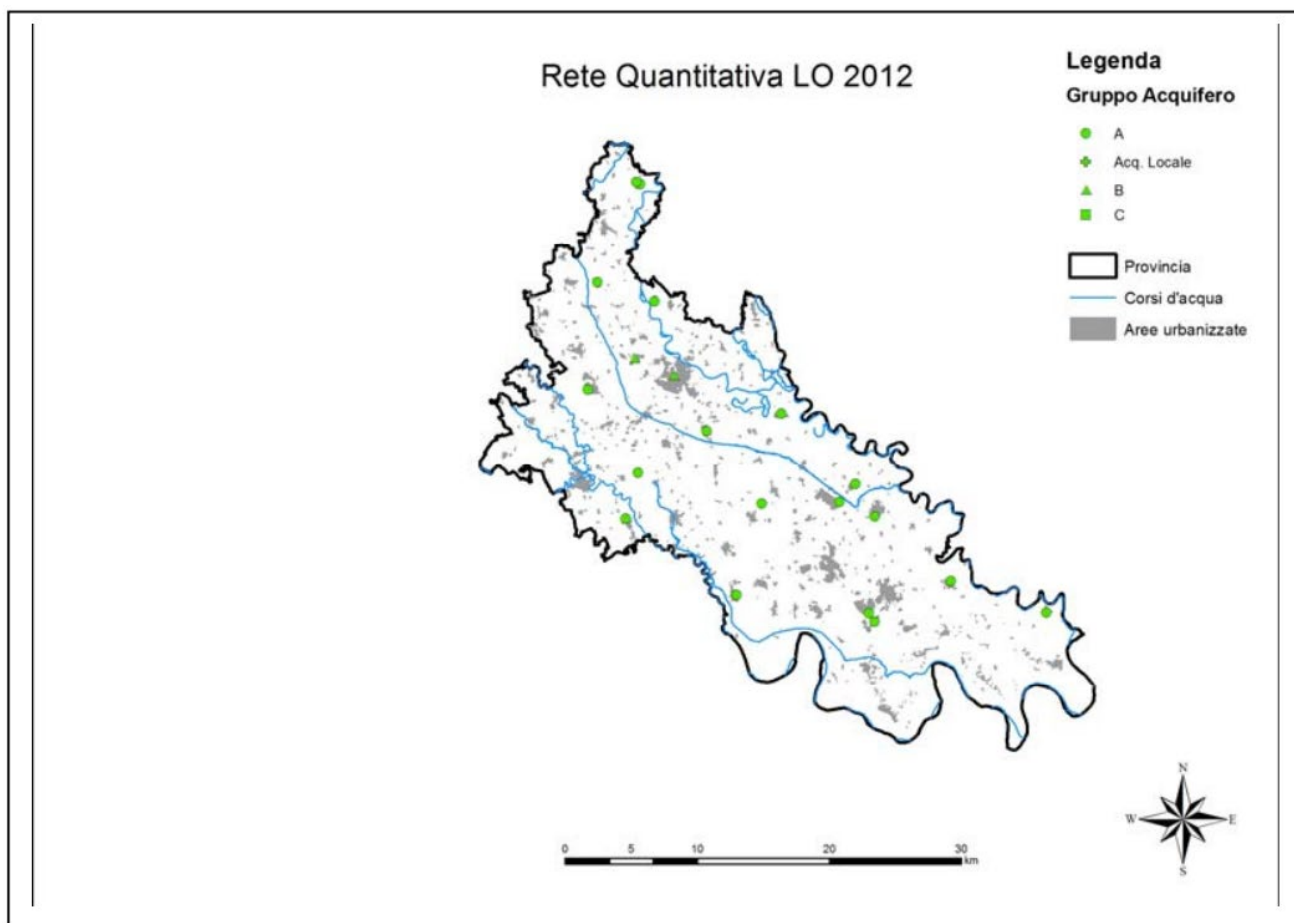 Rete Quantitativa LO 2012
Legenda
Gruppo Acquifero
A
Acq. Locale
B
C
Provincia
Corsi d'acqua
Aree urbanizzate
N
W E
S
0 5 10 20 30
km